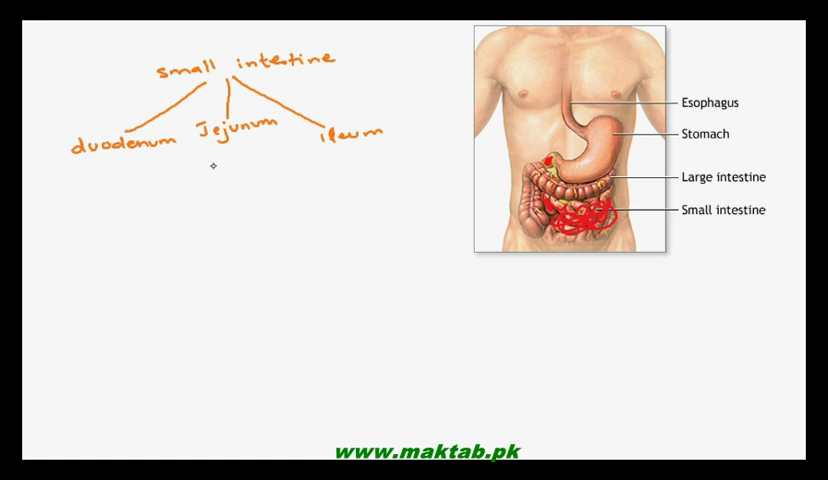 small intestine
duodenum Jejunum ileum
Esophagus
Stomach
Large intestine
Small intestine
www.maktab.pk